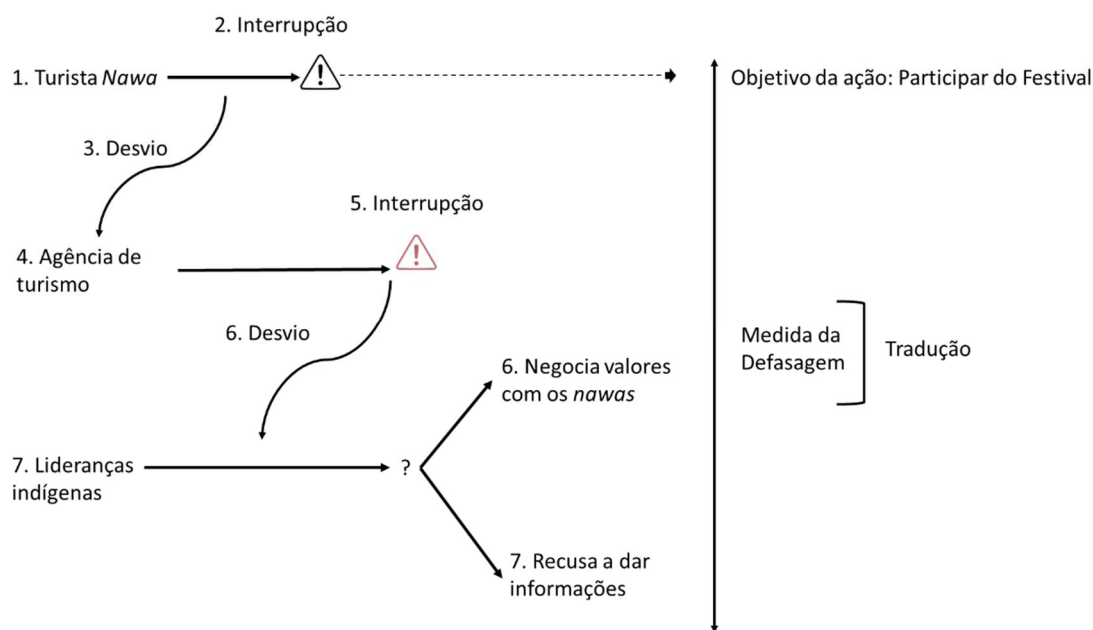 2. Interrupção
1. Turista Nawa
Objetivo da ação: Participar do Festival
3. Desvio
5. Interrupção
4. Agência de
turismo
6. Desvio
Medida da
Defasagem
Tradução
6. Negocia valores
com os nawas
7. Lideranças
indígenas
?
7. Recusa a dar
informações